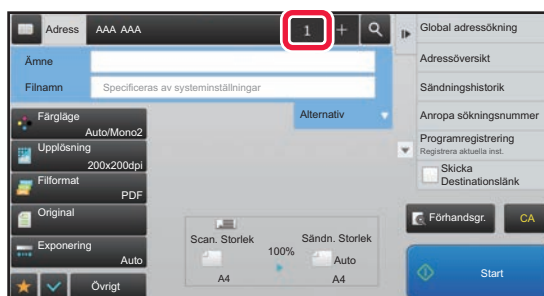 Adress AAA AAA 1 +
Ämne
Filnamn Specificeras av systeminställningar
Alternativ
Färgläge
Auto/Mono2
Upplösning
200x200dpi
Filformat
PDF
Original
Exponering
Auto
Övrigt
Scan. Storlek
A4
100%
Sändn. Storlek
Auto
A4
Global adressökning
Adressöversikt
Sändningshistorik
Anropa sökningsnummer
Programregistrering
Registrera aktuella inst.
Skicka
Destinationslänk
Förhandsgr.
CA
Start